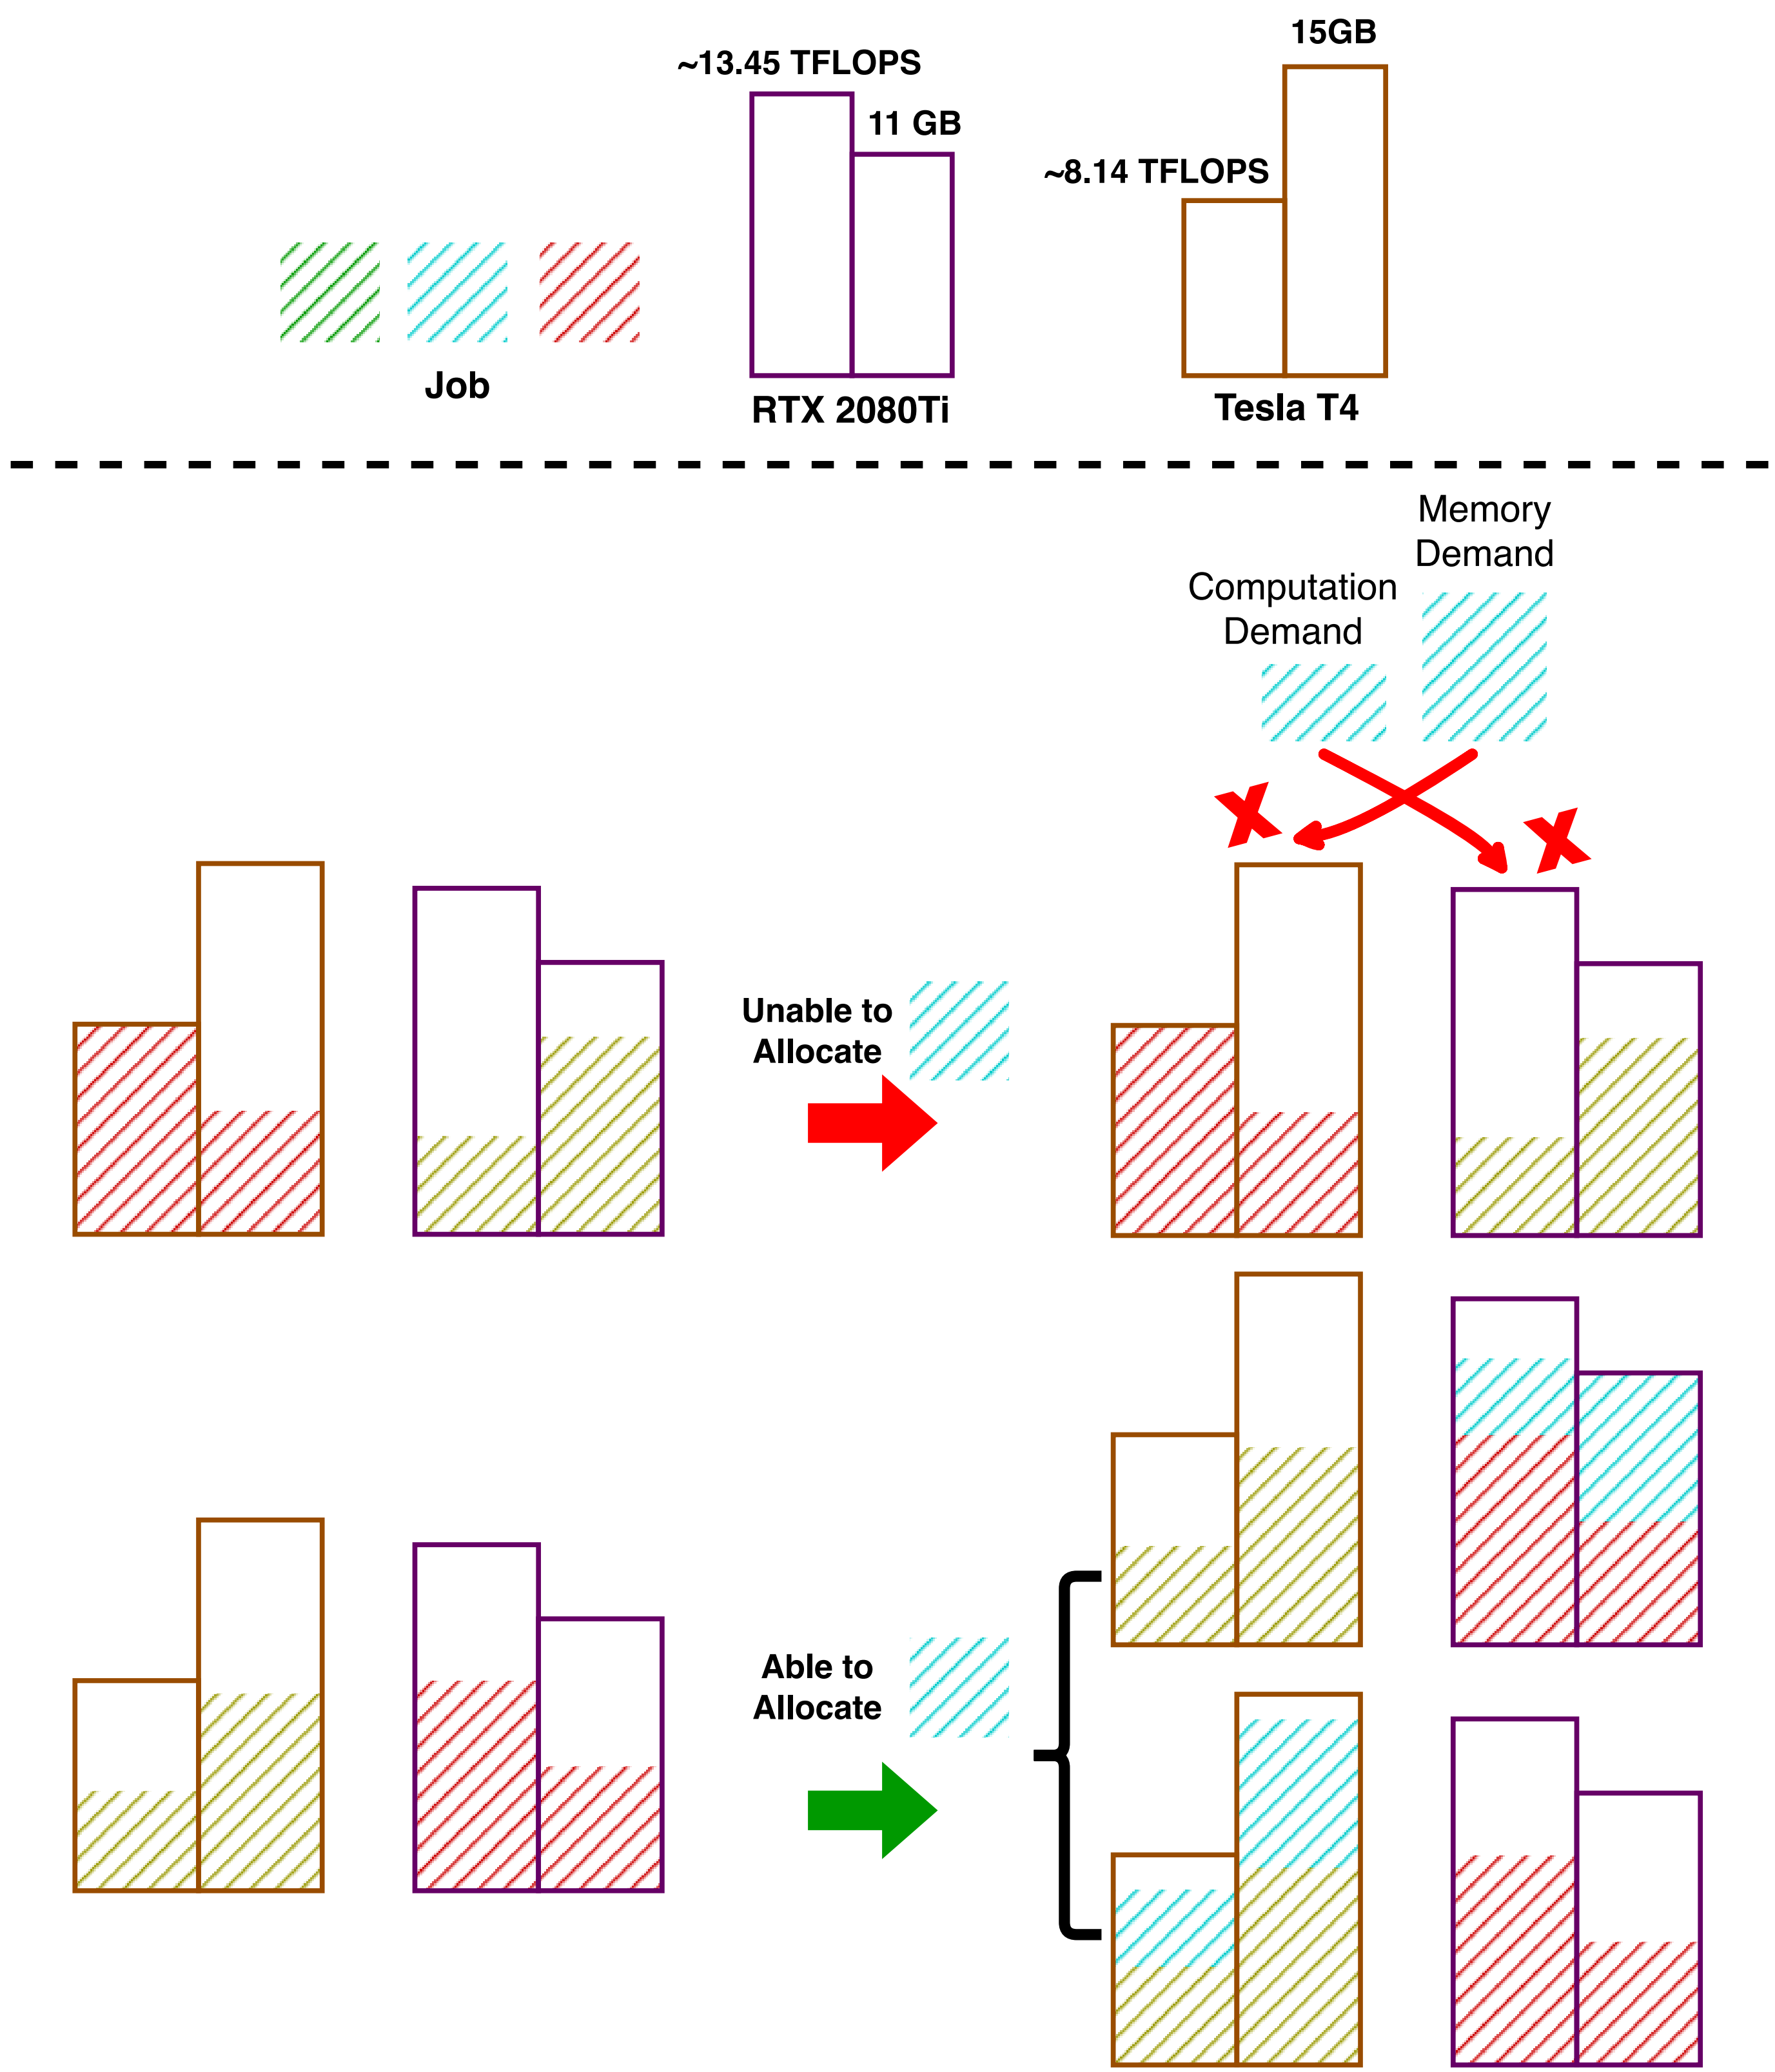 15GB
~13.45 TFLOPS
11 GB
~8.14 TFLOPS
Job
RTX 2080Ti
Tesla T4
Memory
Demand
Computation
Demand
Unable to
Allocate
Able to
Allocate